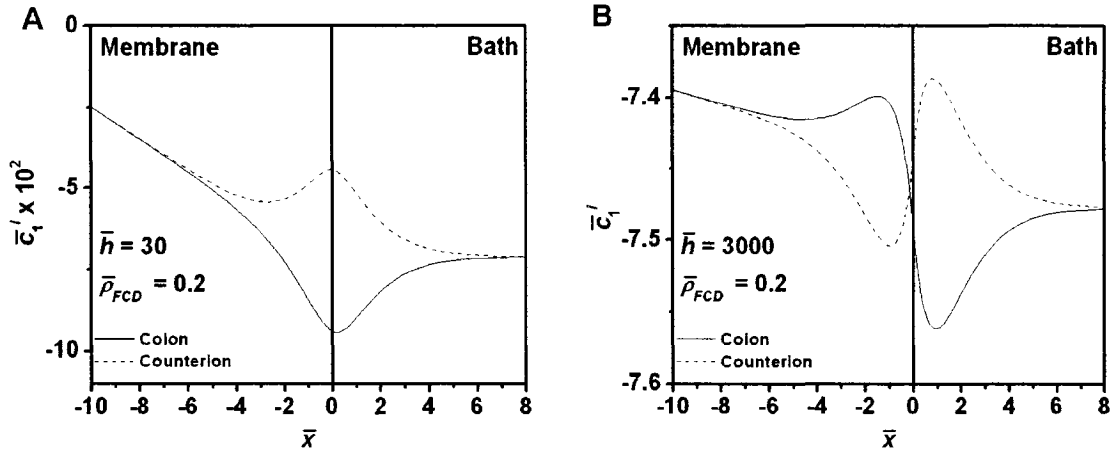 A
Membrane
Bath
0
-5
-10
c̄₁′ x 10²
h̄ = 30
ρ̄_FCD = 0.2
Colon
Counterion
-10 -8 -6 -4 -2 0 2 4 6 8
x̄
B
Membrane
Bath
-7.4
-7.5
-7.6
c̄₁′
h̄ = 3000
ρ̄_FCD = 0.2
Colon
Counterion
-10 -8 -6 -4 -2 0 2 4 6 8
x̄